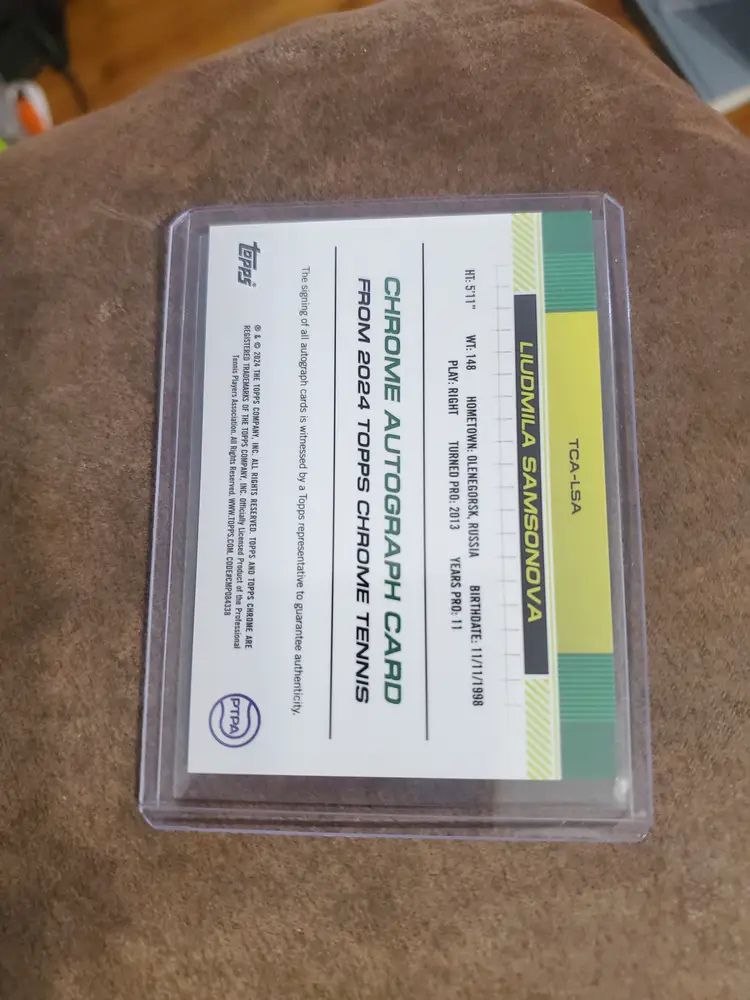 TCA-LSA
LIUDMILA SAMSONOVA
HT: 5'11" WT: 148 HOMETOWN: OLENEGORSK, RUSSIA BIRTHDATE: 11/11/1998
PLAY: RIGHT TURNED PRO: 2013 YEARS PRO: 11
CHROME AUTOGRAPH CARD
FROM 2024 TOPPS CHROME TENNIS
The signing of all autograph cards is witnessed by a Topps representative to guarantee authenticity.
topps®
® & © 2024 THE TOPPS COMPANY, INC. ALL RIGHTS RESERVED. TOPPS AND TOPPS CHROME ARE
REGISTERED TRADEMARKS OF THE TOPPS COMPANY, INC. Officially Licensed Product of the Professional
Tennis Players Association. All Rights Reserved. WWW.TOPPS.COM. CODE#CMP084338
PTPA